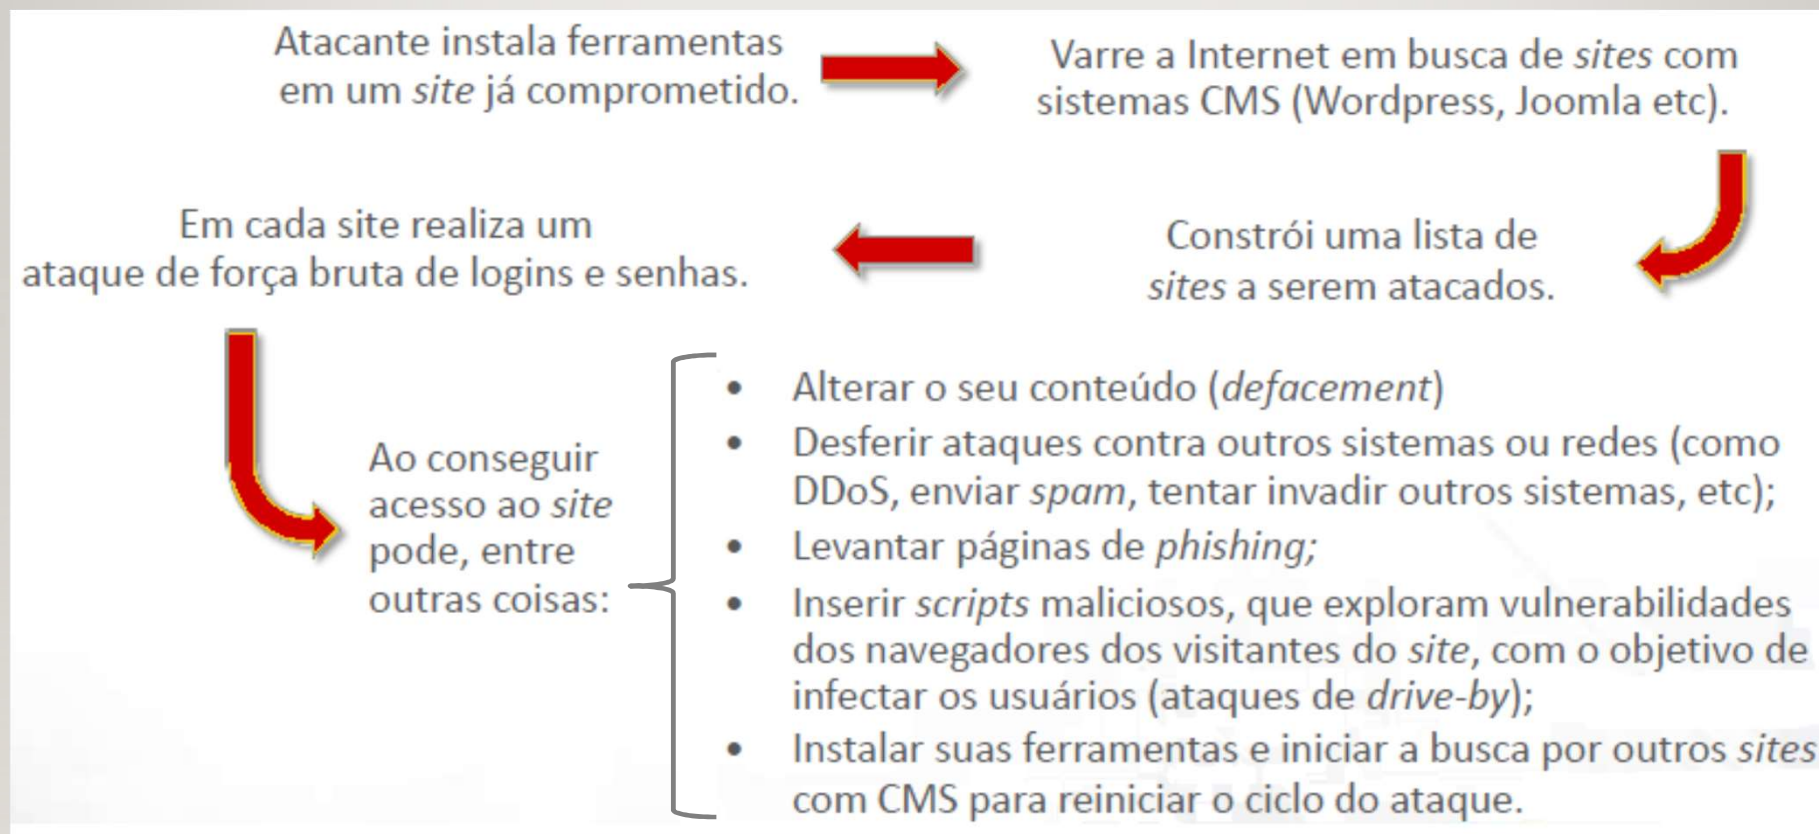 Atacante instala ferramentas
em um site já comprometido.
Varre a Internet em busca de sites com
sistemas CMS (Wordpress, Joomla etc).
Constrói uma lista de
sites a serem atacados.
Em cada site realiza um
ataque de força bruta de logins e senhas.
Ao conseguir
acesso ao site
pode, entre
outras coisas:
• Alterar o seu conteúdo (defacement)
• Desferir ataques contra outros sistemas ou redes (como
DDoS, enviar spam, tentar invadir outros sistemas, etc);
• Levantar páginas de phishing;
• Inserir scripts maliciosos, que exploram vulnerabilidades
dos navegadores dos visitantes do site, com o objetivo de
infectar os usuários (ataques de drive-by);
• Instalar suas ferramentas e iniciar a busca por outros sites
com CMS para reiniciar o ciclo do ataque.